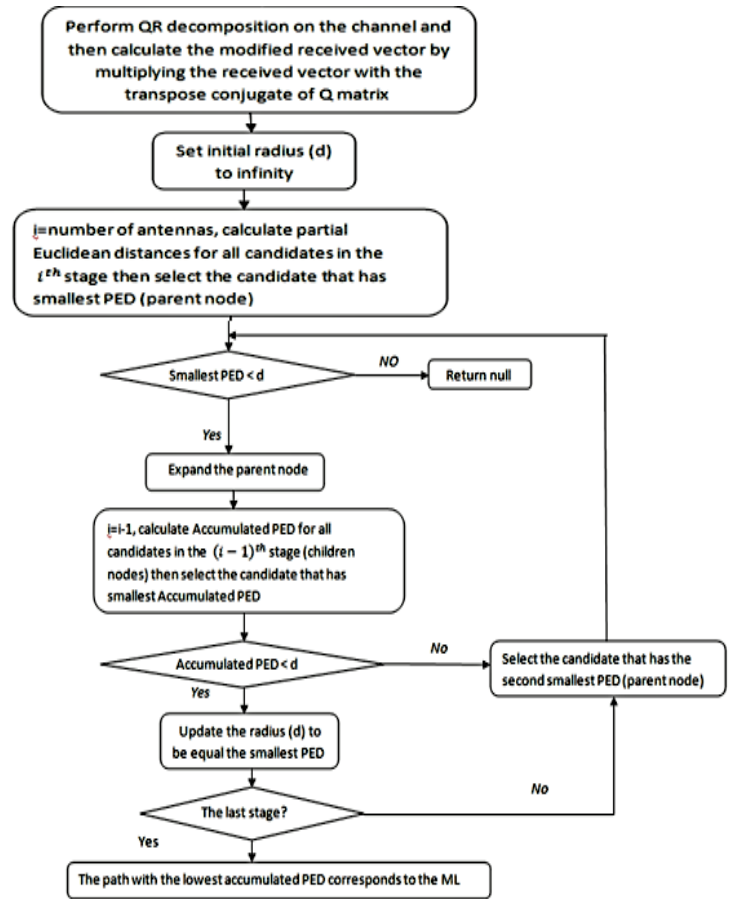 Perform QR decomposition on the channel and
then calculate the modified received vector by
multiplying the received vector with the
transpose conjugate of Q matrix
Set initial radius (d)
to infinity
i=number of antennas, calculate partial
Euclidean distances for all candidates in the
i^th stage then select the candidate that has
smallest PED (parent node)
Smallest PED < d
NO
Return null
Yes
Expand the parent node
i=i-1, calculate Accumulated PED for all
candidates in the (i − 1)^th stage (children
nodes) then select the candidate that has
smallest Accumulated PED
Accumulated PED < d
No
Select the candidate that has the
second smallest PED (parent node)
Yes
Update the radius (d) to
be equal the smallest PED
The last stage?
No
Yes
The path with the lowest accumulated PED corresponds to the ML